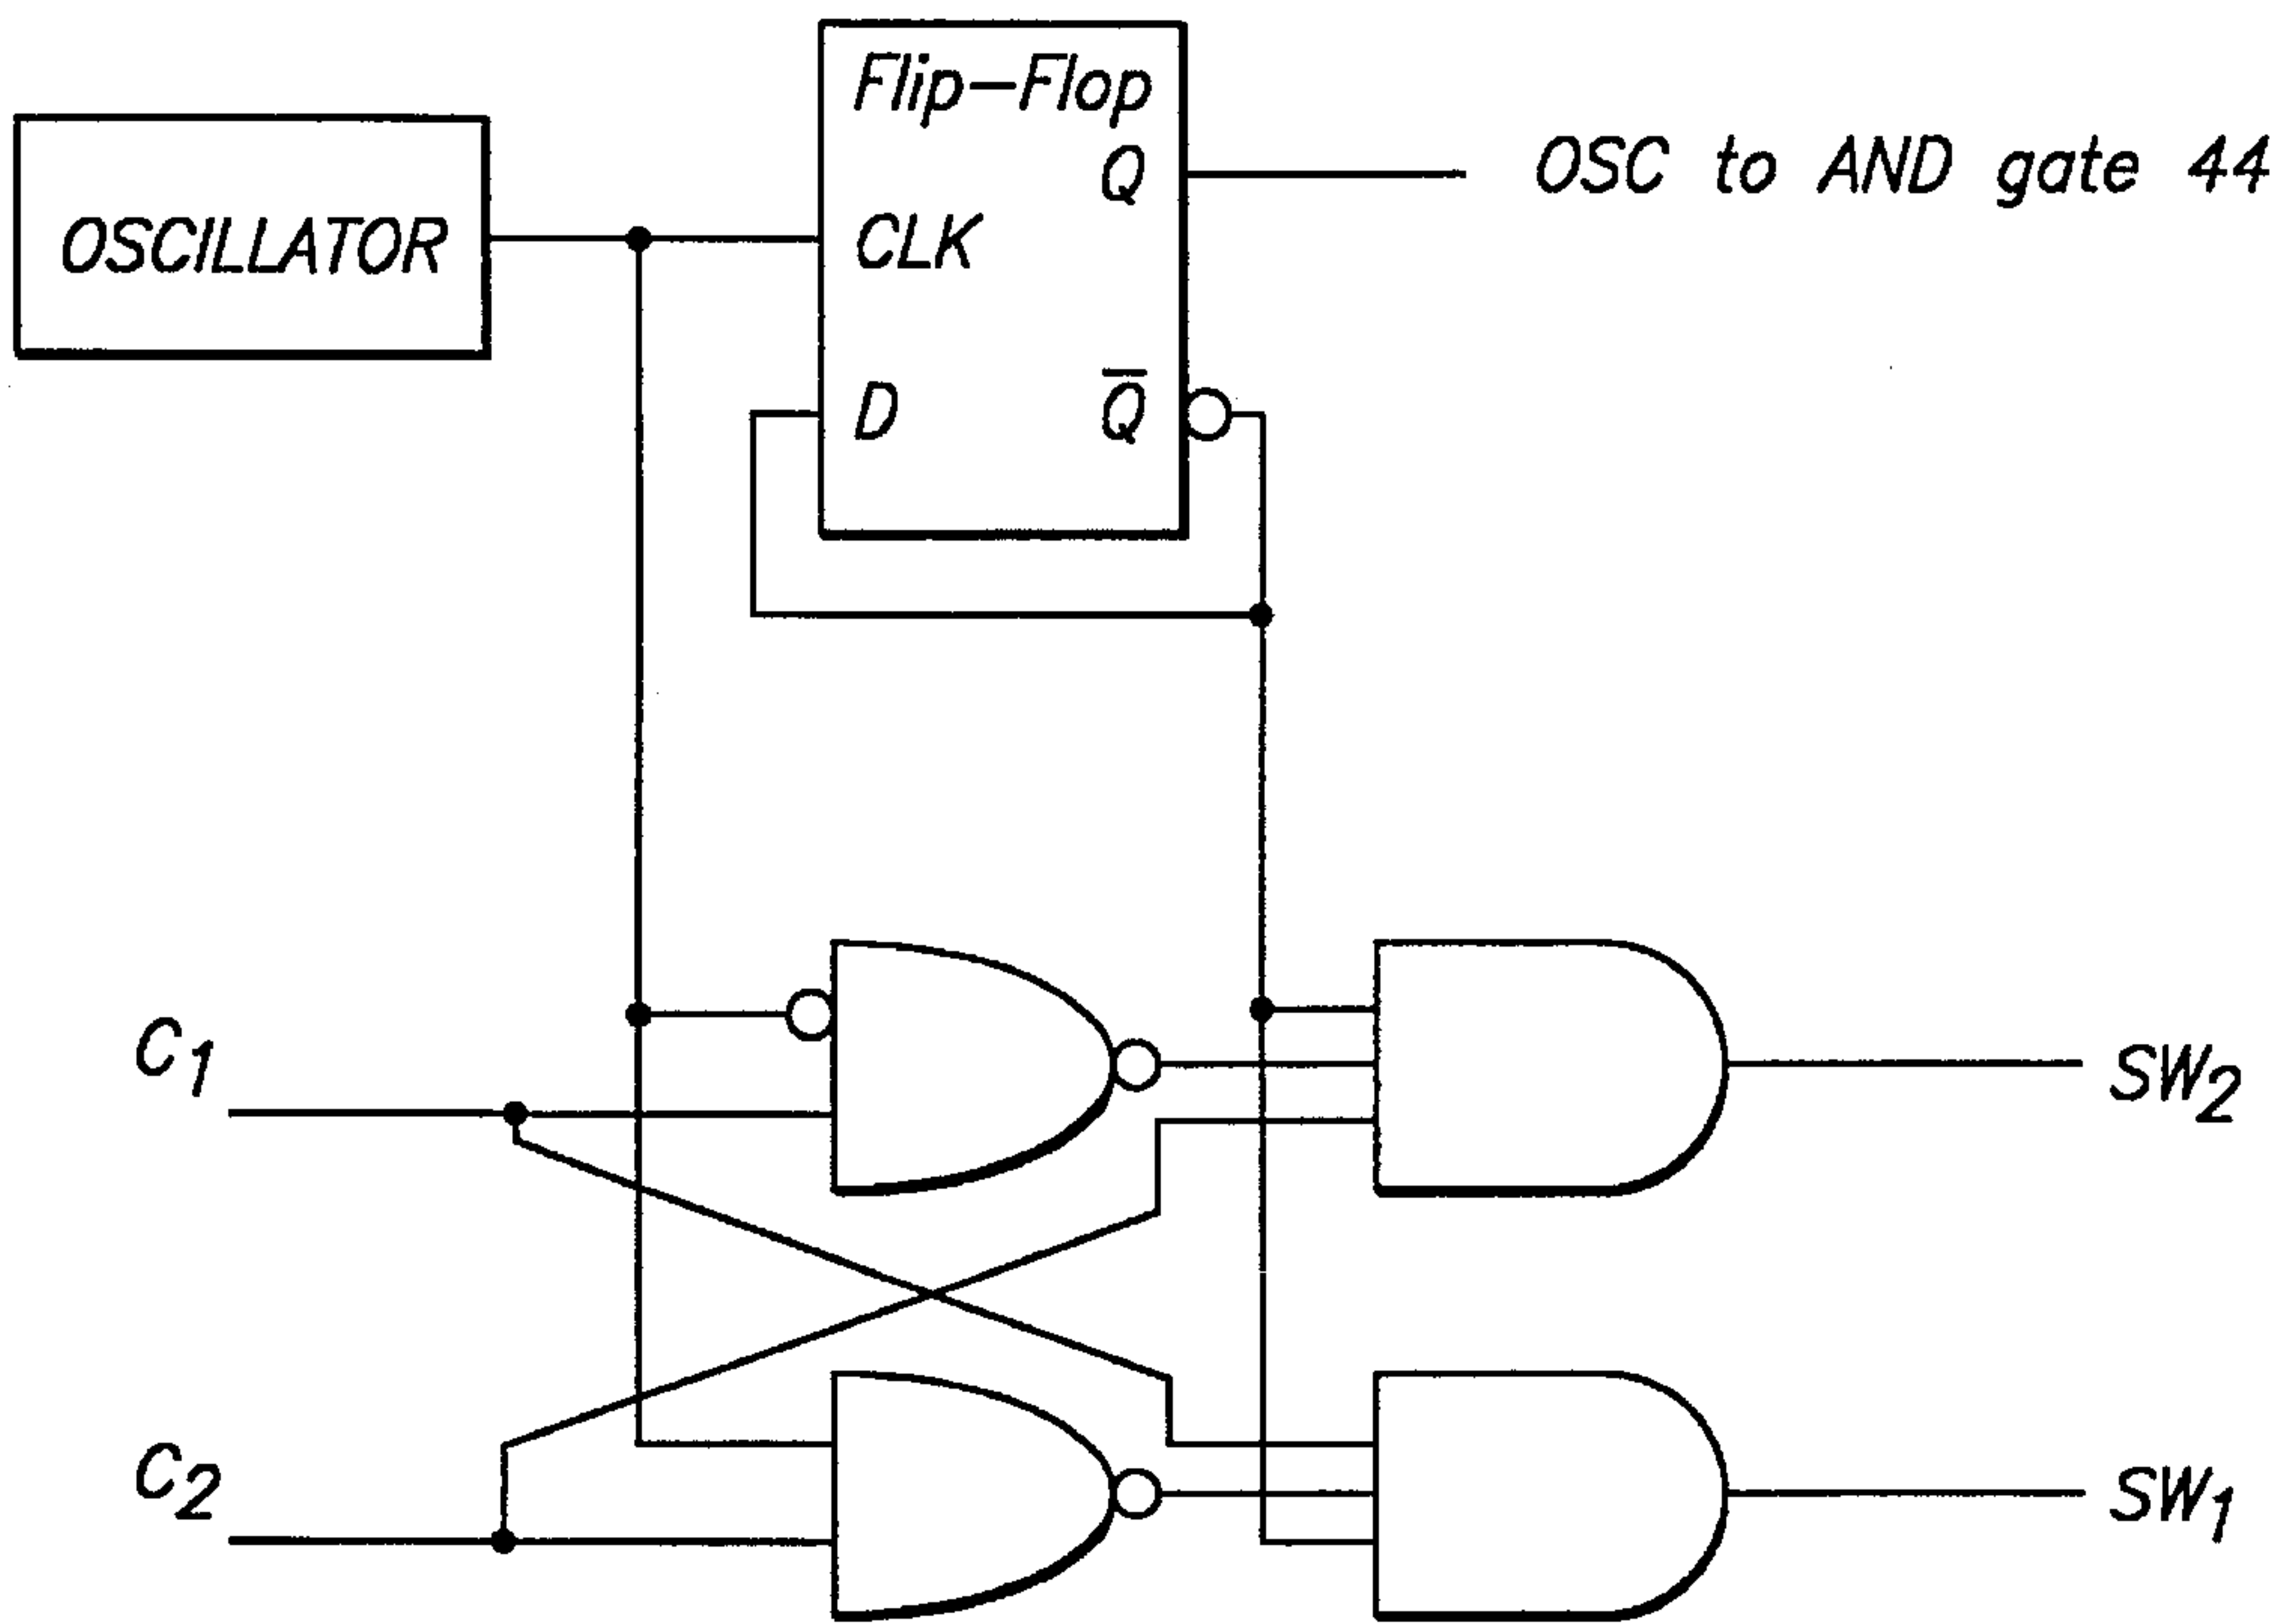 Flip-Flop
Q
OSC to AND gate 44
OSCILLATOR
CLK
D
Q̅
C1
SW2
C2
SW1